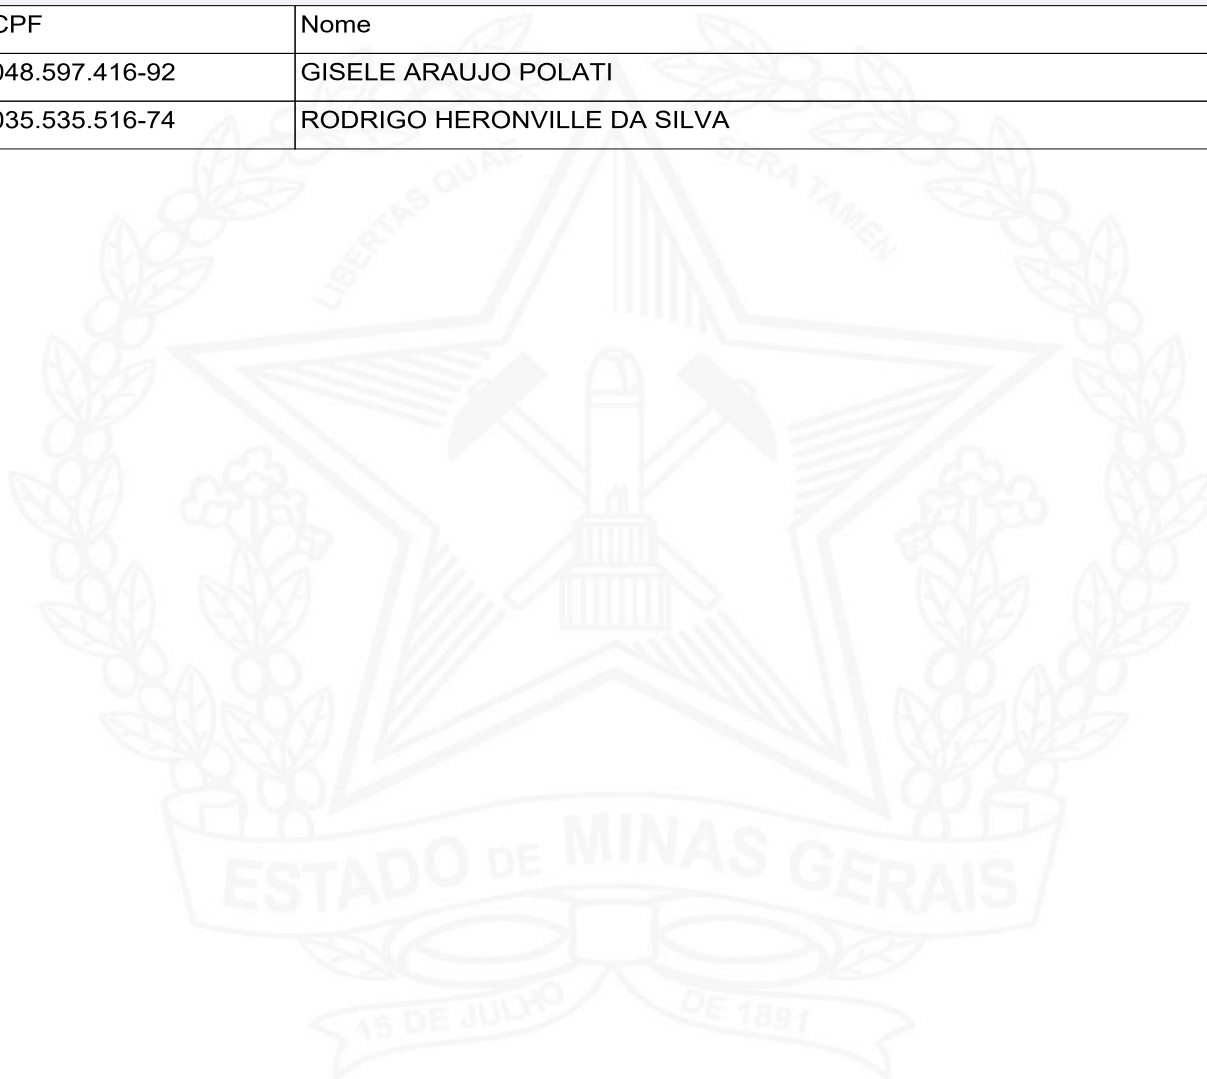 CPF Nome
048.597.416-92 GISELE ARAUJO POLATI
035.535.516-74 RODRIGO HERONVILLE DA SILVA
LIBERTAS QUAE SERA TAMEN
ESTADO DE MINAS GERAIS
15 DE JULHO DE 1891